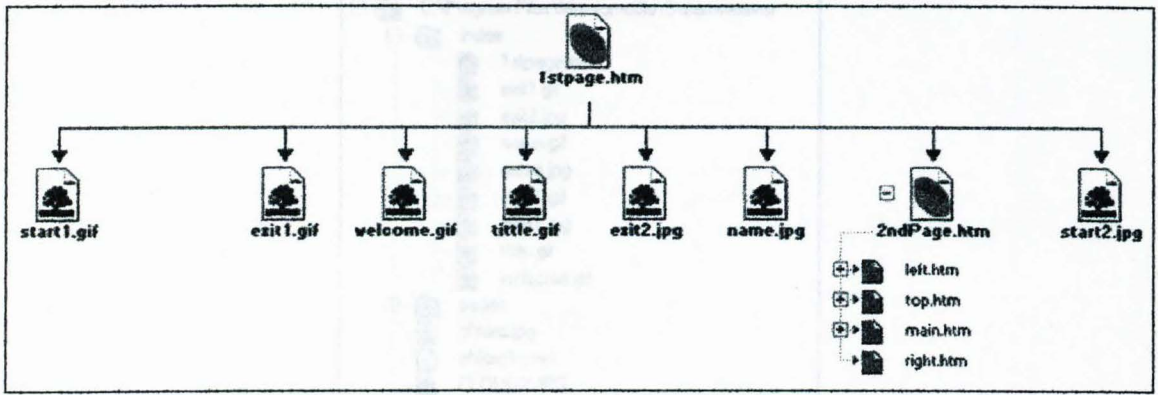 1stpage.htm
start1.gif
exit1.gif
welcome.gif
tittle.gif
exit2.jpg
name.jpg
2ndPage.htm
start2.jpg
left.htm
top.htm
main.htm
right.htm